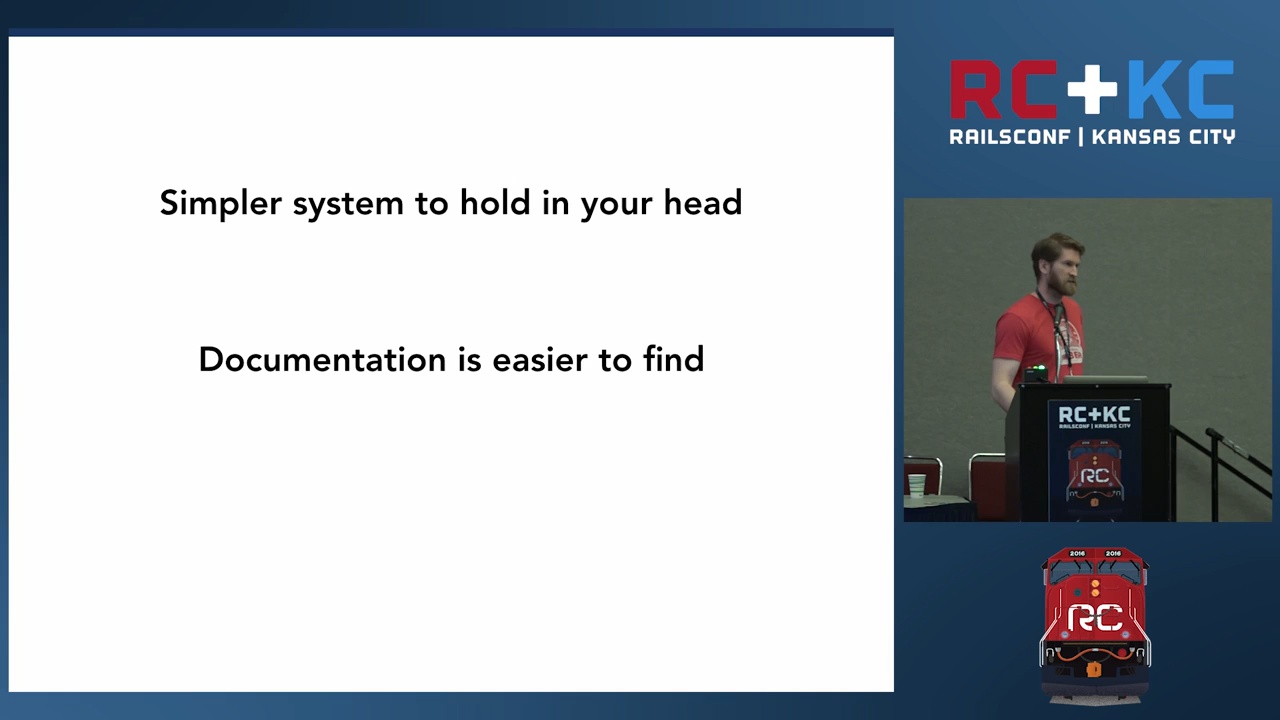 Simpler system to hold in your head
Documentation is easier to find
RC+KC
RAILSCONF | KANSAS CITY
RC+KC
RAILSCONF | KANSAS CITY
RC
2016 2016
RC